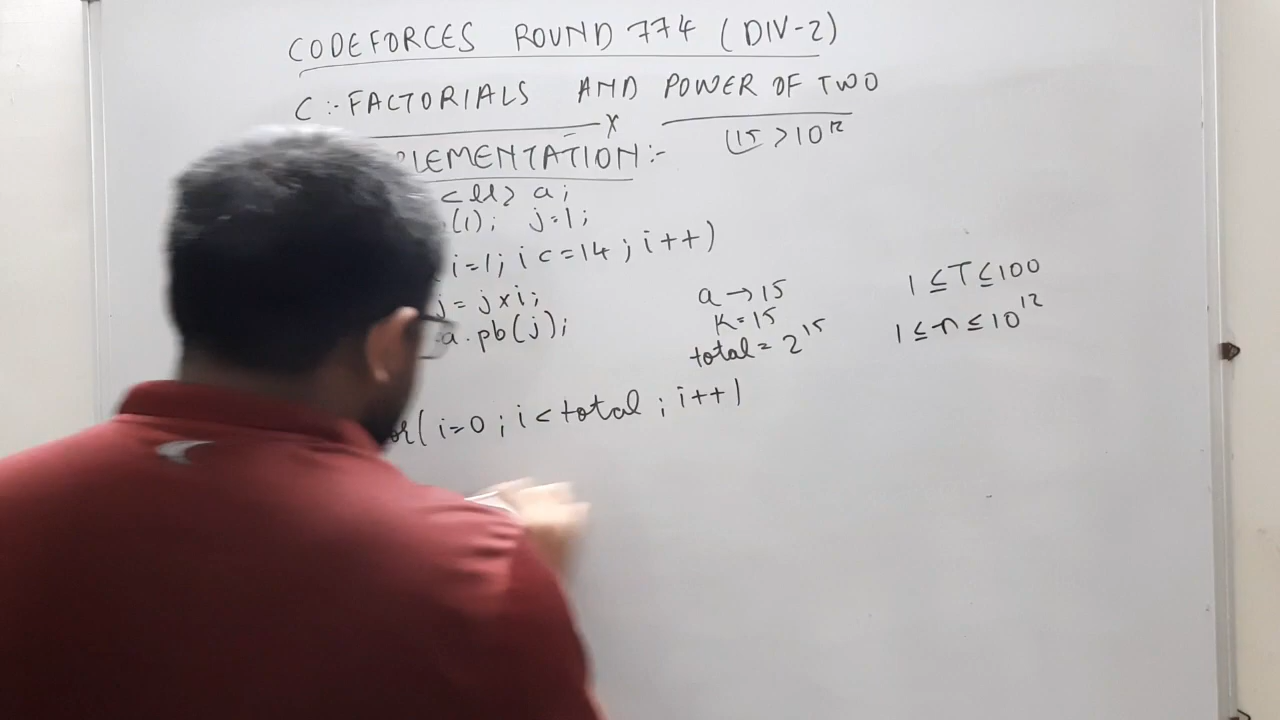 CODEFORCES ROUND 774 (DIV-2)
C :- FACTORIALS AND POWER OF TWO
x
PLEMENTATION:-
15 > 10^12
<ll> a;
(1); j=1;
i=1; i<=14; i++)
j = j x i;
a.pb(j);
a → 15
K=15
total = 2^15
1 ≤ T ≤ 100
1 ≤ n ≤ 10^12
or( i=0; i<total; i++)